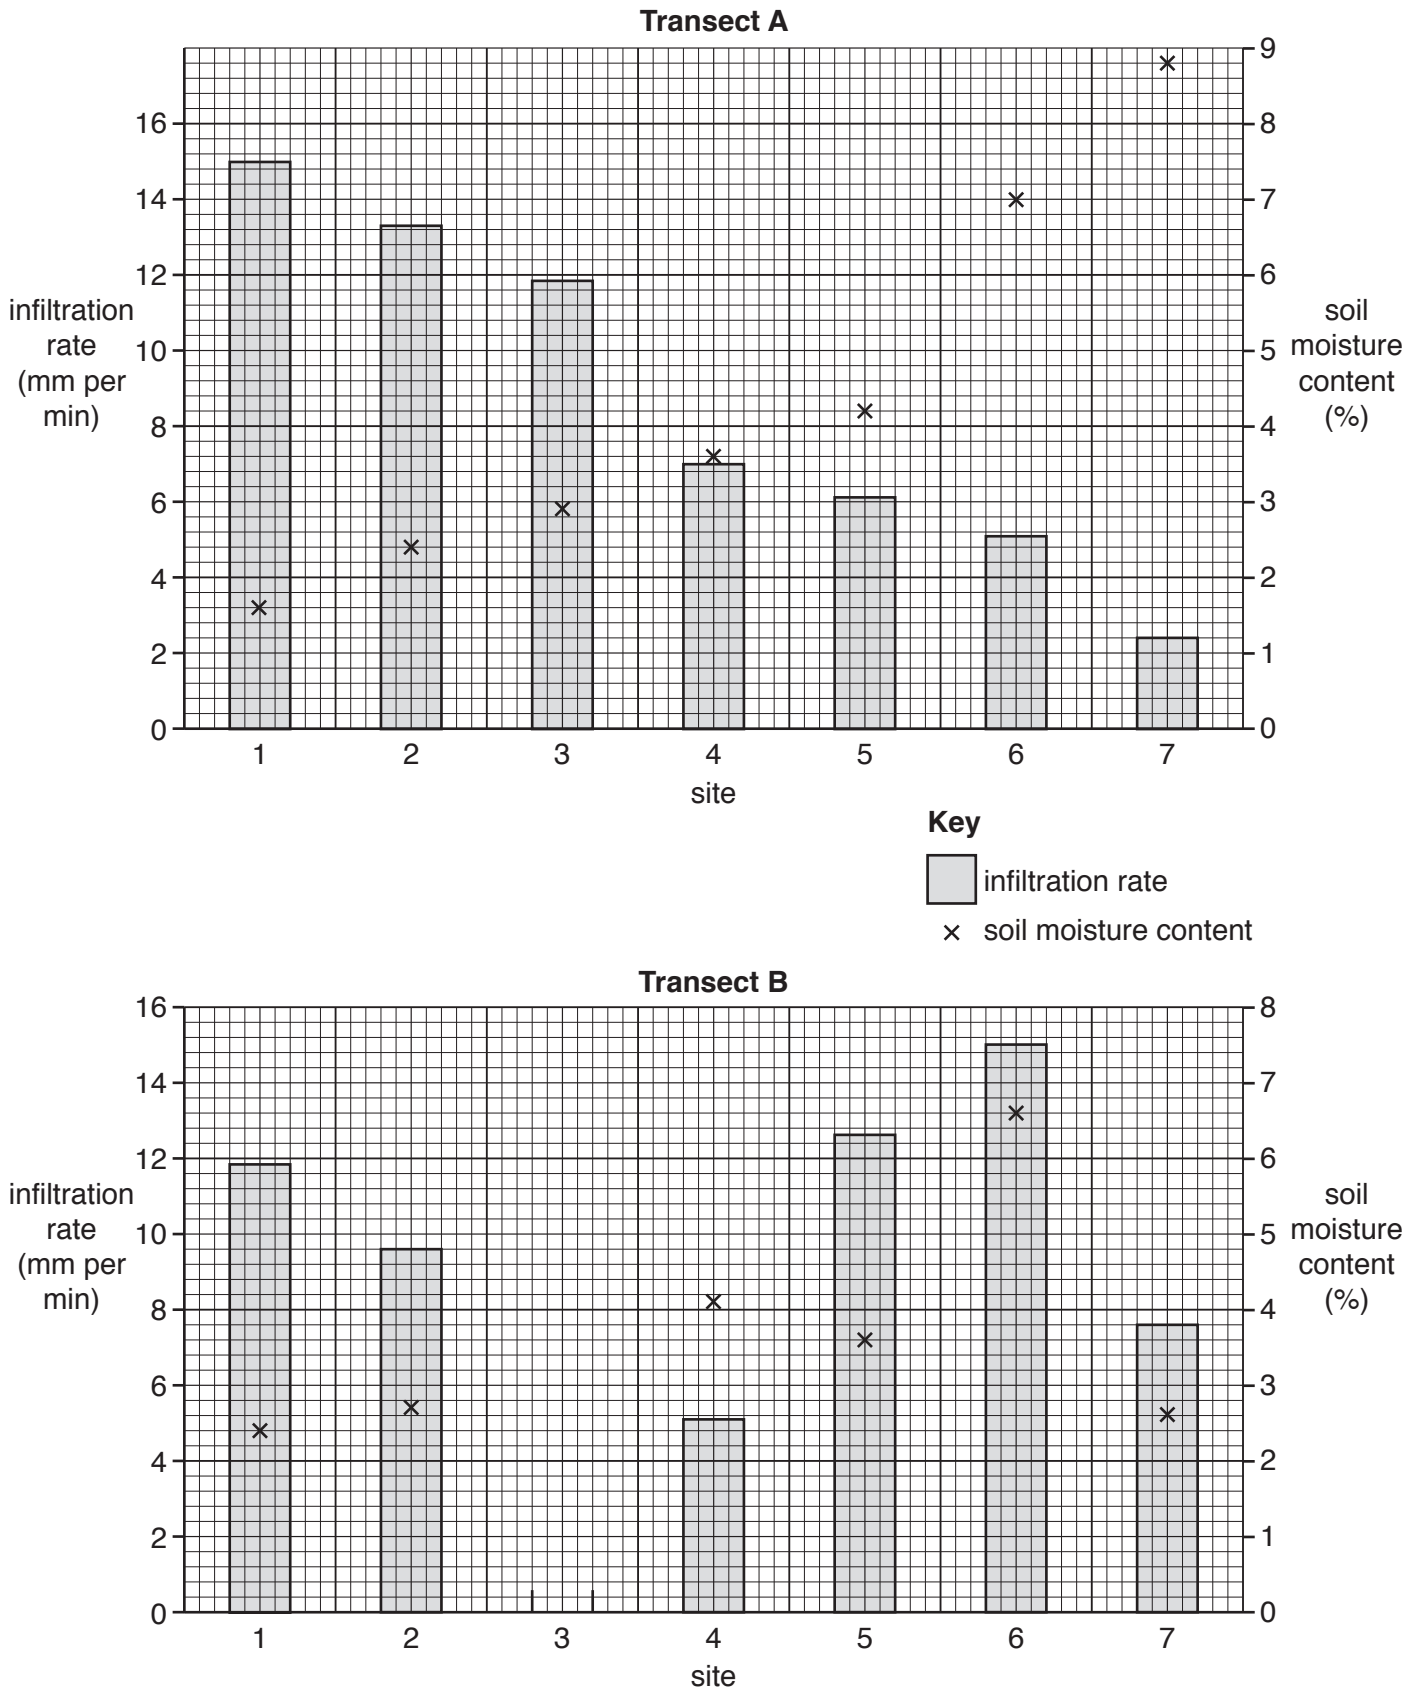 Transect A
9
16
8
14
7
12
6
infiltration
rate
(mm per
min)
soil
moisture
content
(%)
10
5
8
4
6
3
4
2
2
1
0
0
1 2 3 4 5 6 7
site
Key
infiltration rate
× soil moisture content
Transect B
16
8
14
7
12
6
infiltration
rate
(mm per
min)
soil
moisture
content
(%)
10
5
8
4
6
3
4
2
2
1
0
0
1 2 3 4 5 6 7
site